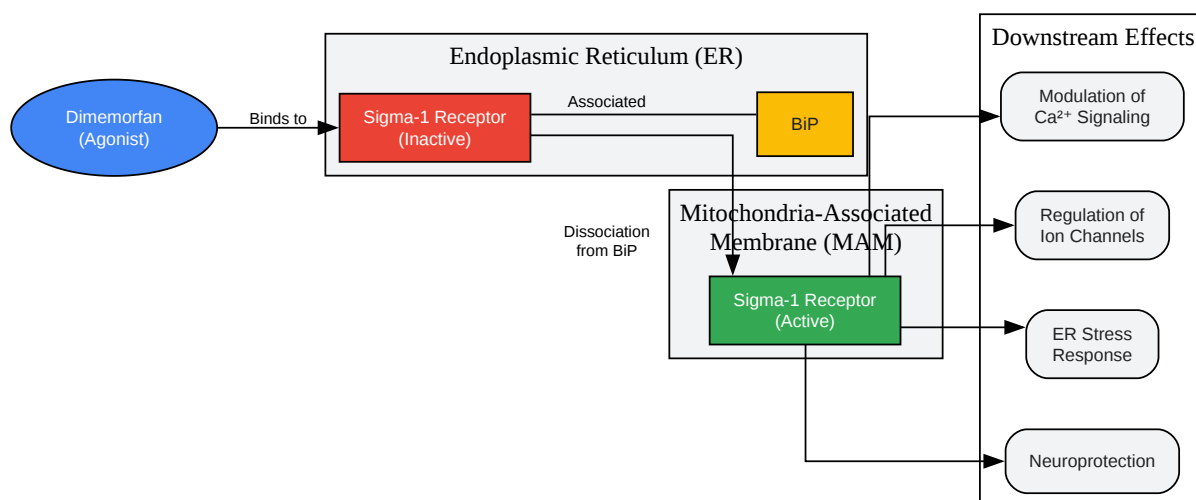 Downstream Effects
Endoplasmic Reticulum (ER)
Dimemorfan
(Agonist)
Binds to
Sigma-1 Receptor
(Inactive)
Associated
BiP
Modulation of
Ca²⁺ Signaling
Dissociation
from BiP
Mitochondria-Associated
Membrane (MAM)
Regulation of
Ion Channels
Sigma-1 Receptor
(Active)
ER Stress
Response
Neuroprotection